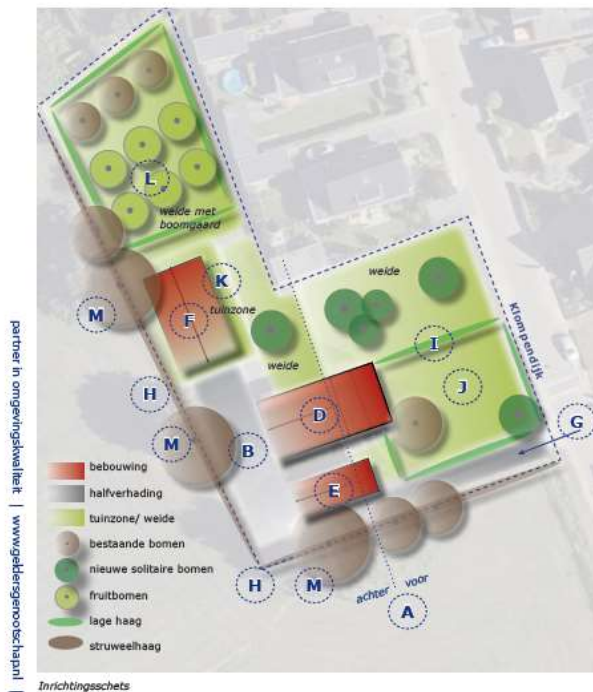 L
weide met
boomgaard
K
tuinzone
F
weide
weide
Klompendijk
M
I
J
H
D
G
M
B
E
H
M
achter voor
A
bebouwing
halfverhading
tuinzone/ weide
bestaande bomen
nieuwe solitaire bomen
fruitbomen
lage haag
struweelhaag
partner in omgevingskwaliteit | www.geldersgenootschap.nl |
Inrichtingsschets